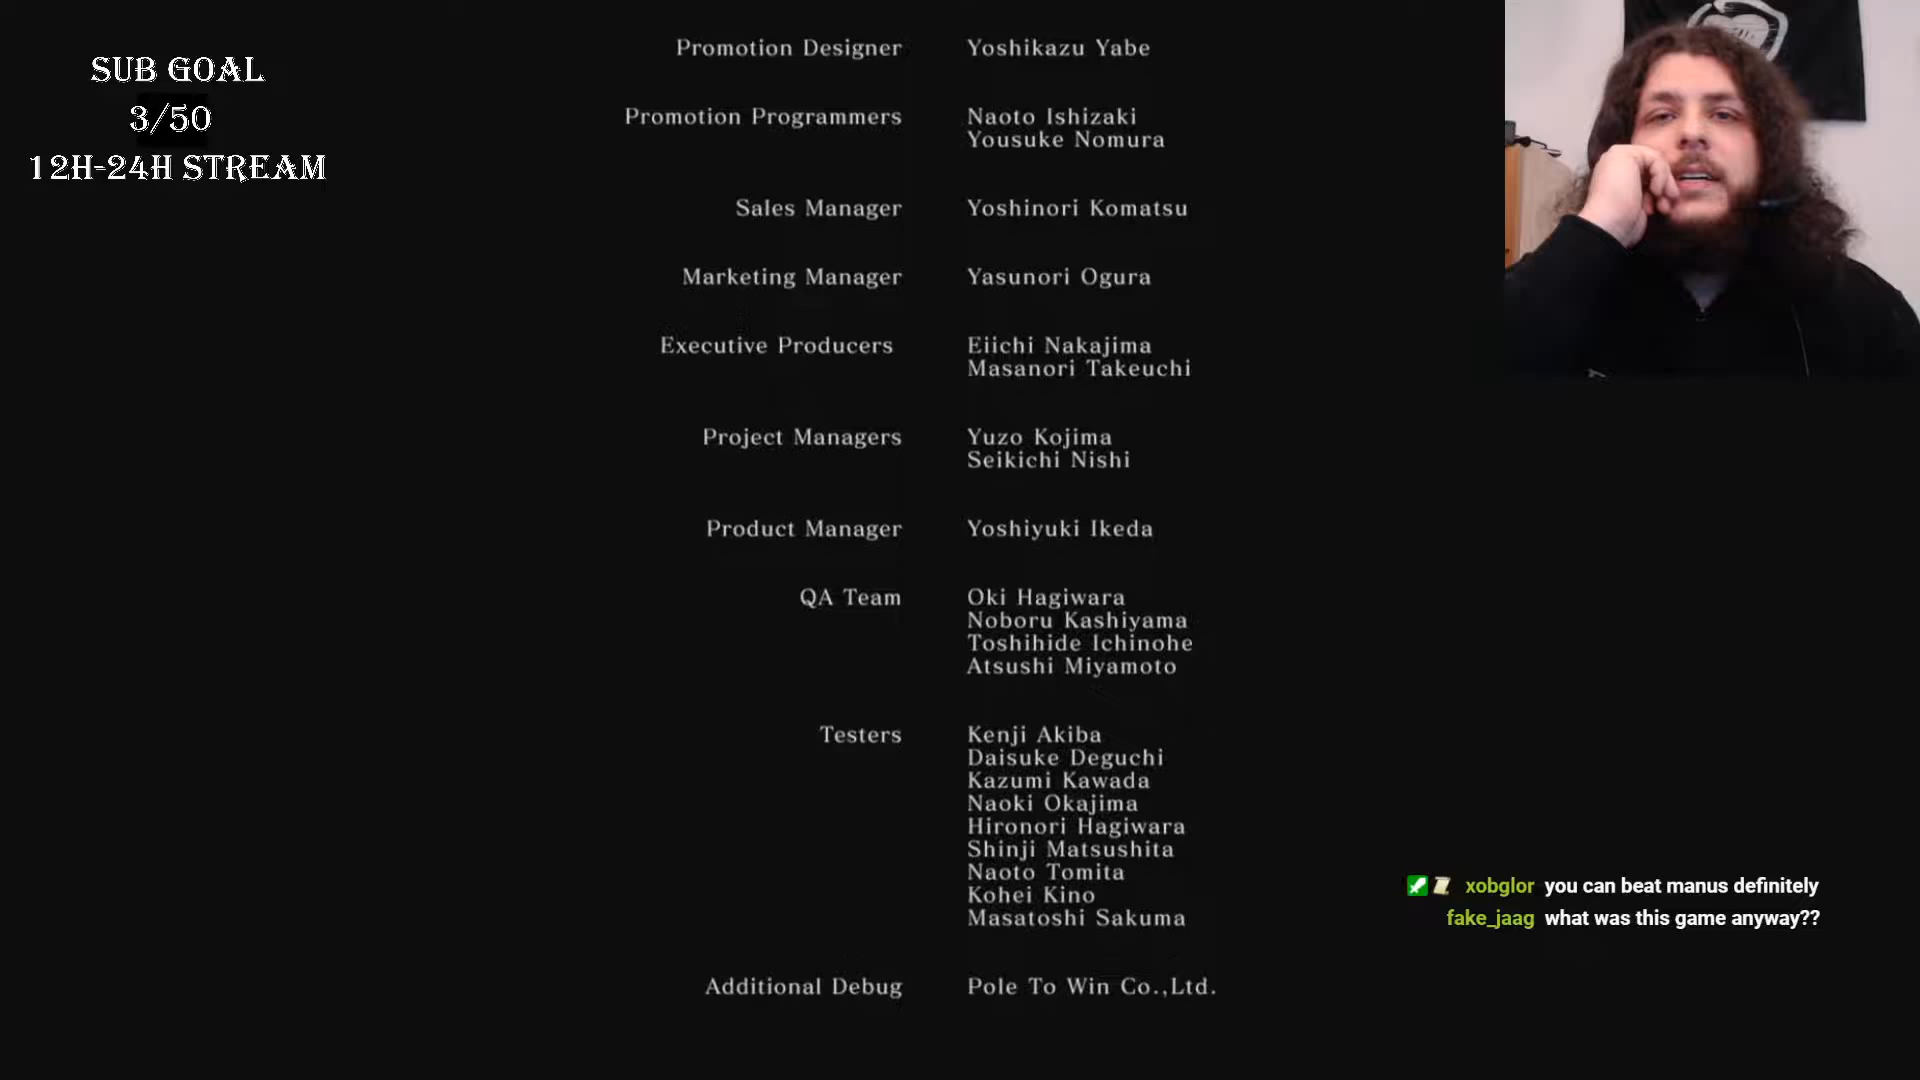 SUB GOAL
3/50
12H-24H STREAM
Promotion Designer Yoshikazu Yabe
Promotion Programmers Naoto Ishizaki
Yousuke Nomura
Sales Manager Yoshinori Komatsu
Marketing Manager Yasunori Ogura
Executive Producers Eiichi Nakajima
Masanori Takeuchi
Project Managers Yuzo Kojima
Seikichi Nishi
Product Manager Yoshiyuki Ikeda
QA Team Oki Hagiwara
Noboru Kashiyama
Toshihide Ichinohe
Atsushi Miyamoto
Testers Kenji Akiba
Daisuke Deguchi
Kazumi Kawada
Naoki Okajima
Hironori Hagiwara
Shinji Matsushita
Naoto Tomita
Kohei Kino
Masatoshi Sakuma
Additional Debug Pole To Win Co.,Ltd.
xobglor you can beat manus definitely
fake_jaag what was this game anyway??